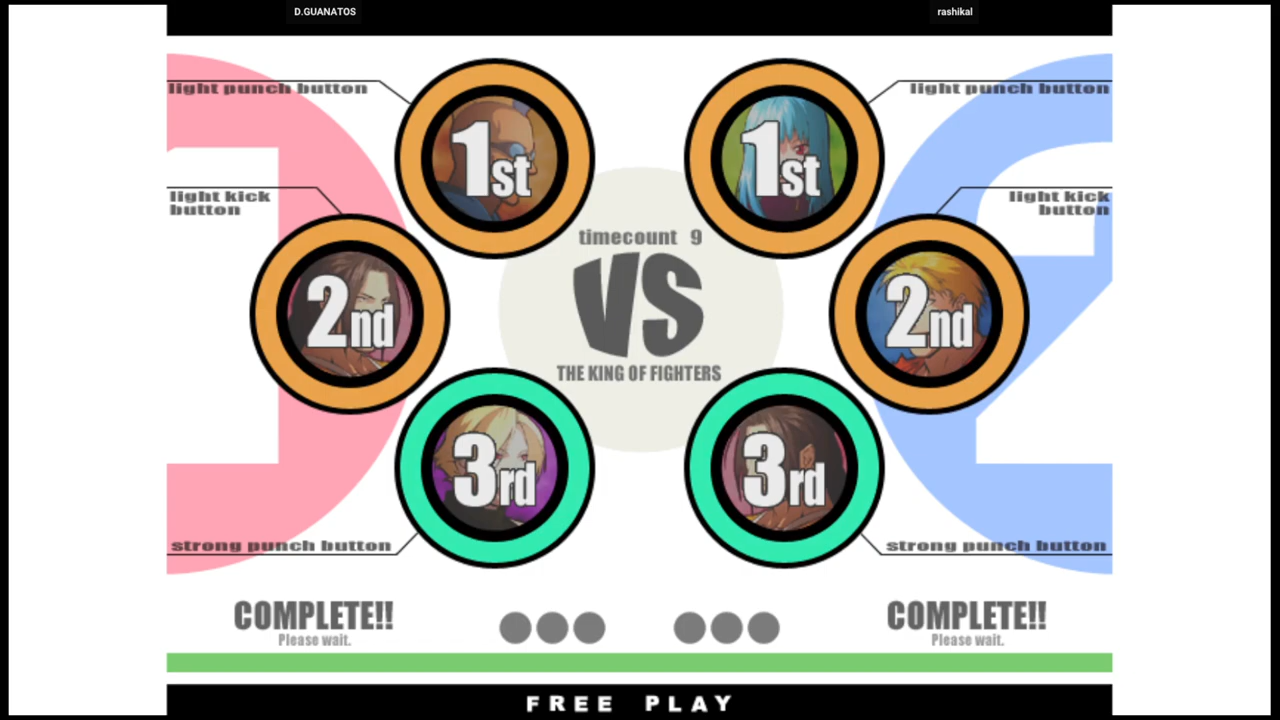 D.GUANATOS
rashikal
light punch button
light punch button
1st
1st
light kick
button
light kick
button
timecount 9
VS
2nd
2nd
THE KING OF FIGHTERS
3rd
3rd
strong punch button
strong punch button
COMPLETE!!
Please wait.
COMPLETE!!
Please wait.
FREE PLAY